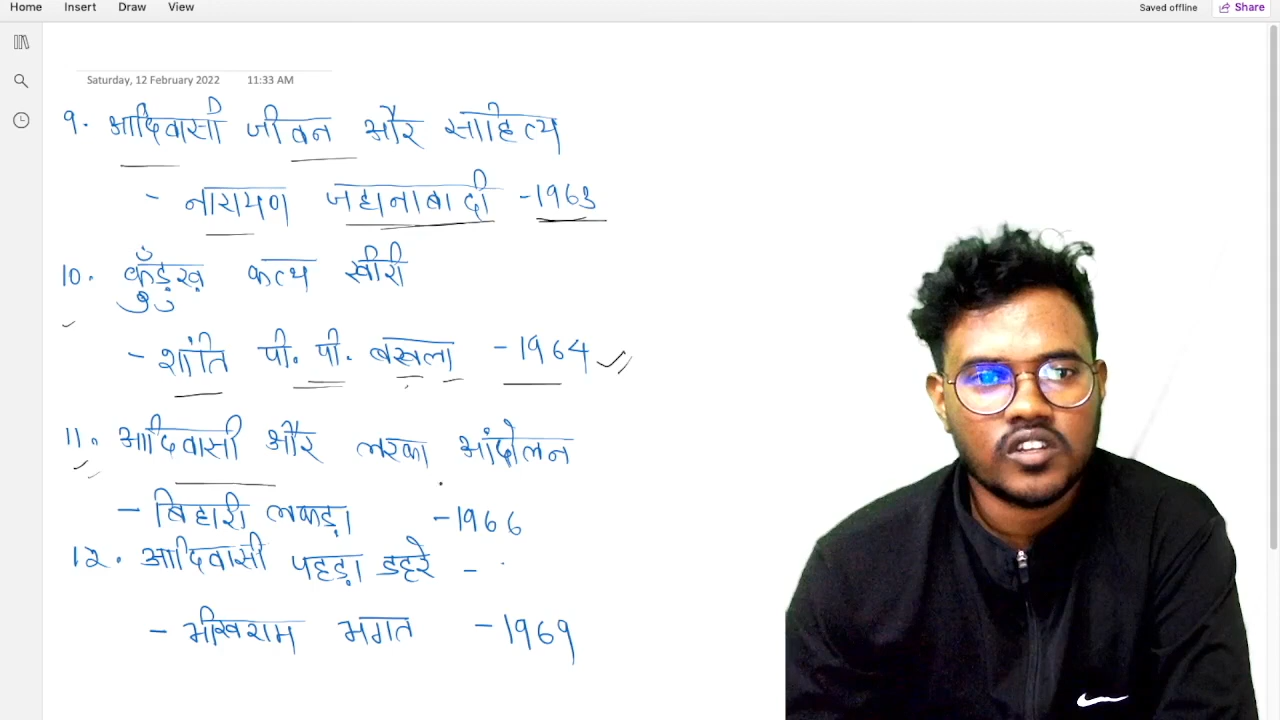 Home Insert Draw View Saved offline Share
Saturday, 12 February 2022 11:33 AM
9. आदिवासी जीवन और साहित्य
- नारायण जहानाबादी - 1963
10. कुँड़ुख़ कत्थ खीरी
- शांति पी. पी. बखला - 1964
11. आदिवासी और लरका आंदोलन
- बिहारी लकड़ा - 1966
12. आदिवासी पहड़ा डहरे -
- भीखराम भगत - 1969